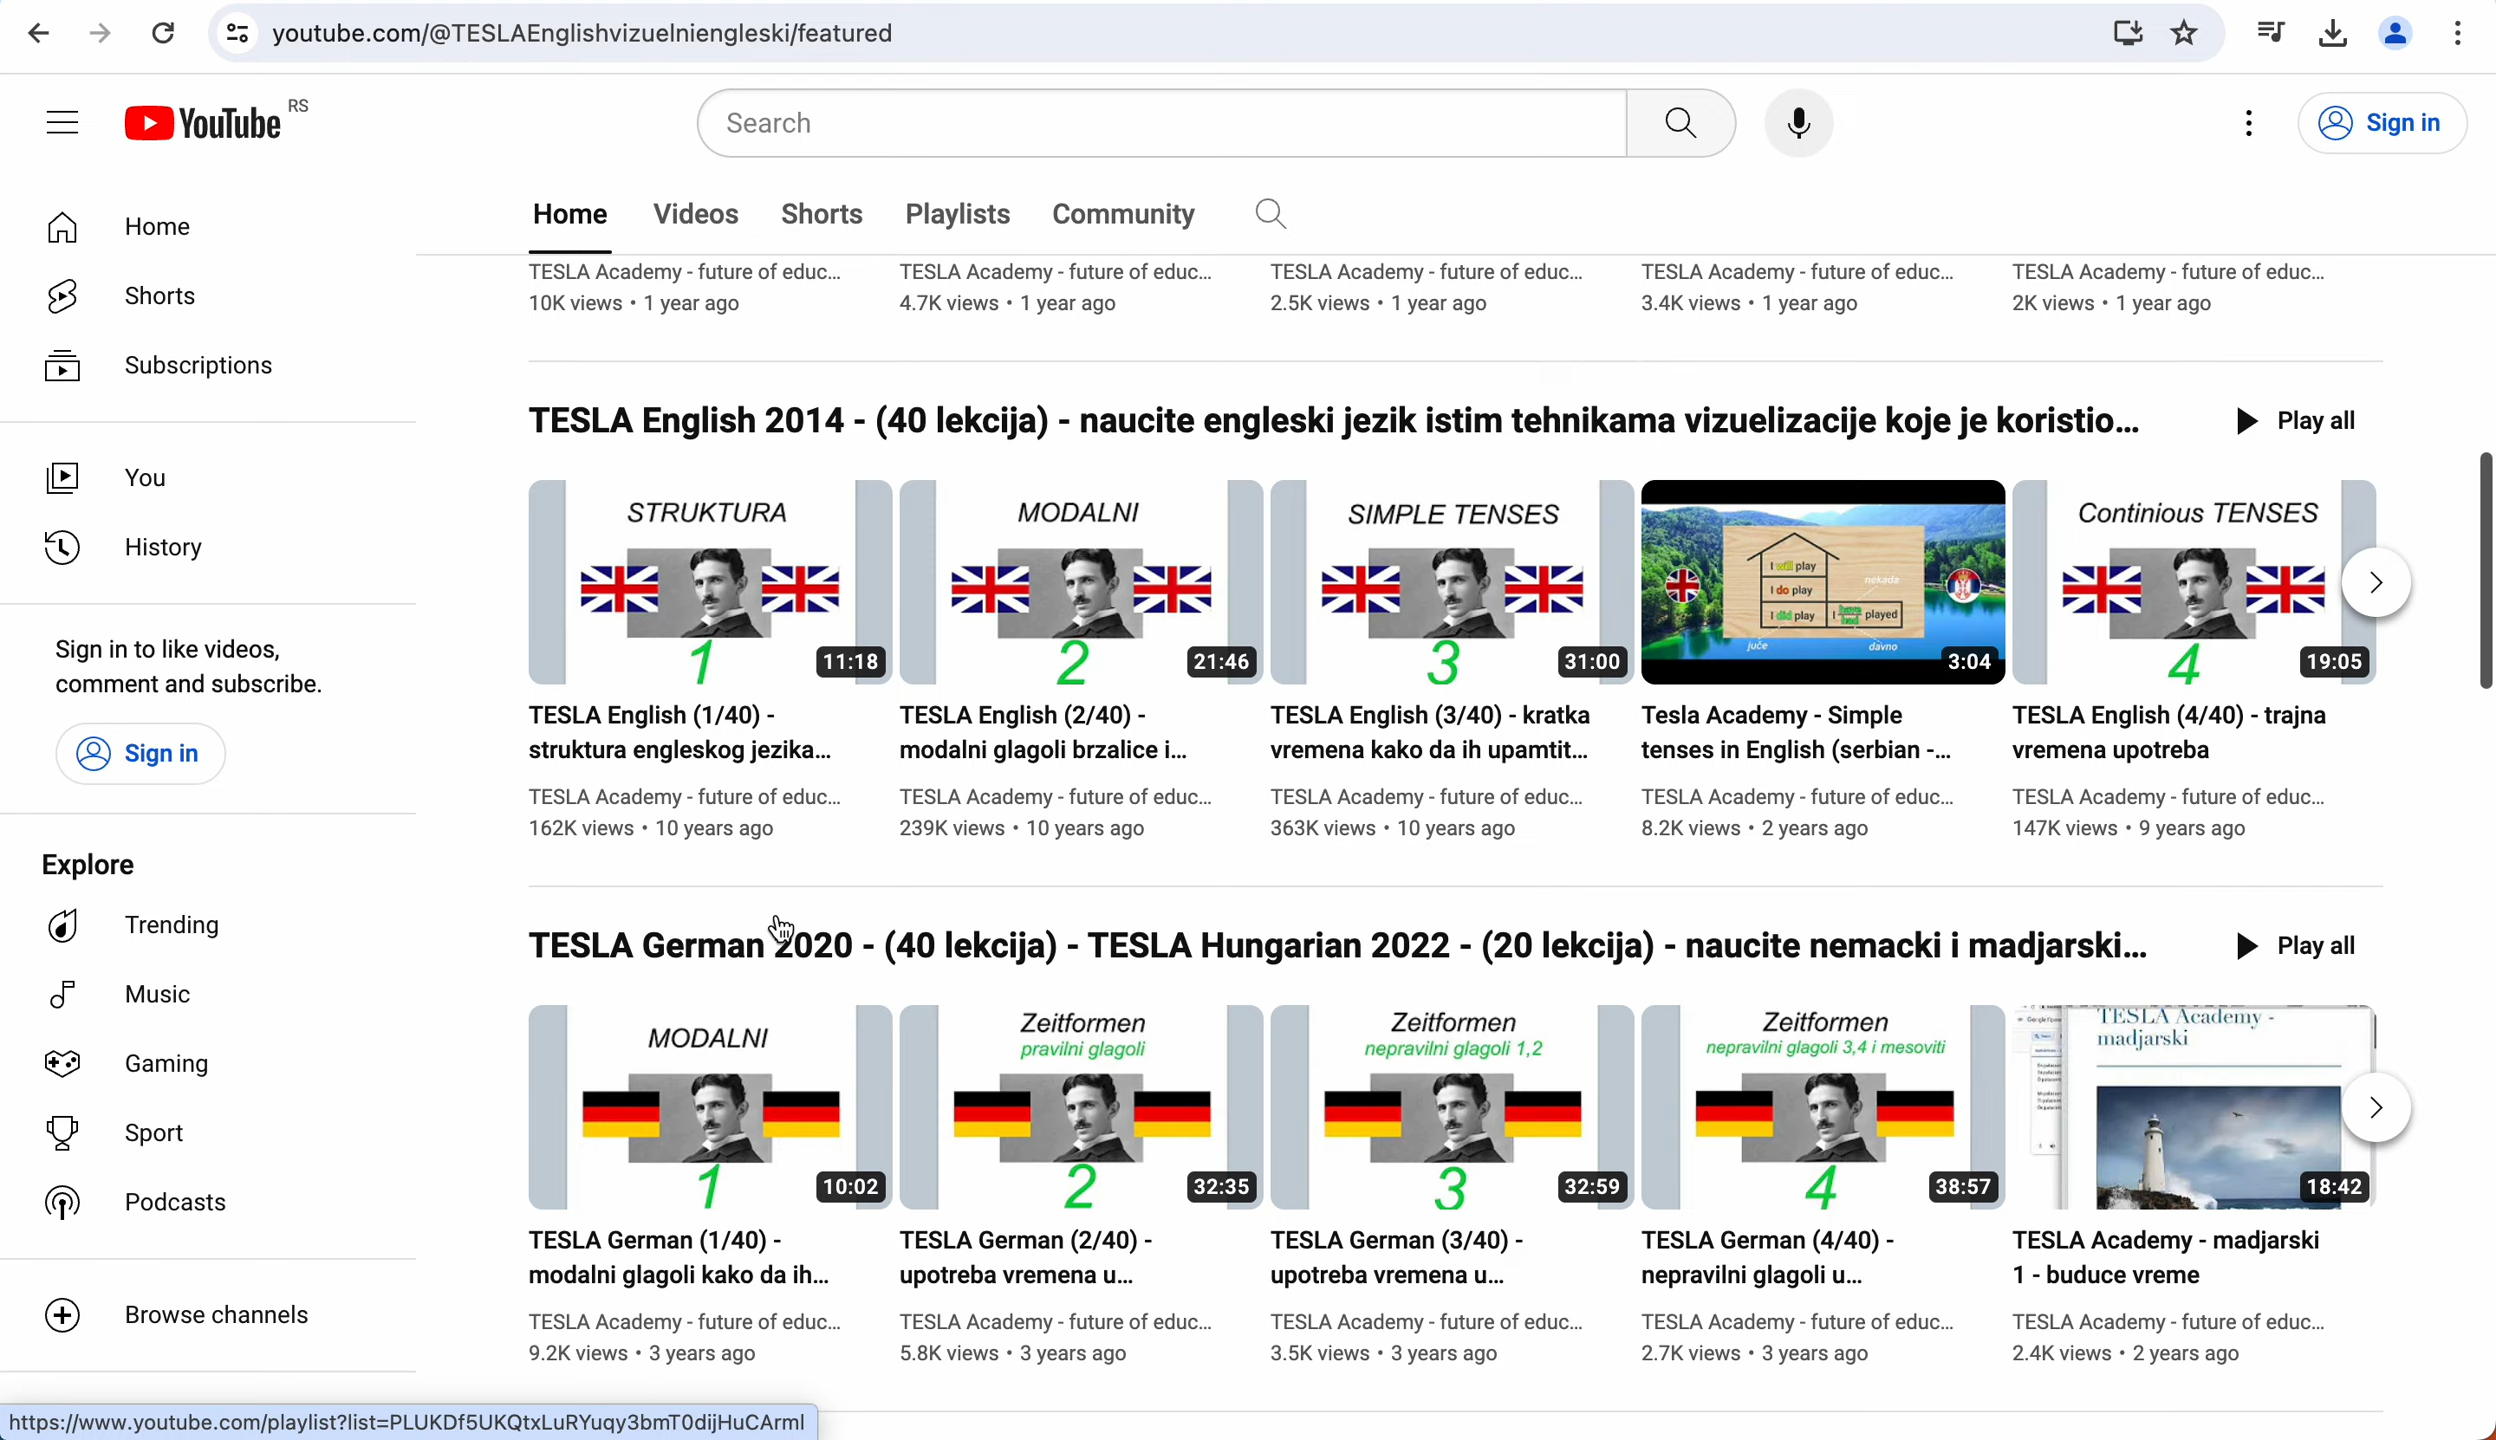 youtube.com/@TESLAEnglishvizuelniengleski/featured
YouTube RS
Search
Sign in
Home
Shorts
Subscriptions
You
History
Sign in to like videos,
comment and subscribe.
Sign in
Explore
Trending
Music
Gaming
Sport
Podcasts
Browse channels
Home Videos Shorts Playlists Community
TESLA Academy - future of educ... TESLA Academy - future of educ... TESLA Academy - future of educ... TESLA Academy - future of educ... TESLA Academy - future of educ...
10K views • 1 year ago 4.7K views • 1 year ago 2.5K views • 1 year ago 3.4K views • 1 year ago 2K views • 1 year ago
TESLA English 2014 - (40 lekcija) - naucite engleski jezik istim tehnikama vizuelizacije koje je koristio... Play all
STRUKTURA
1
11:18
TESLA English (1/40) -
struktura engleskog jezika...
TESLA Academy - future of educ...
162K views • 10 years ago
MODALNI
2
21:46
TESLA English (2/40) -
modalni glagoli brzalice i...
TESLA Academy - future of educ...
239K views • 10 years ago
SIMPLE TENSES
3
31:00
TESLA English (3/40) - kratka
vremena kako da ih upamtit...
TESLA Academy - future of educ...
363K views • 10 years ago
I will play
nekada
I do play
I did play
I have had played
juče
davno
3:04
Tesla Academy - Simple
tenses in English (serbian -...
TESLA Academy - future of educ...
8.2K views • 2 years ago
Continious TENSES
4
19:05
TESLA English (4/40) - trajna
vremena upotreba
TESLA Academy - future of educ...
147K views • 9 years ago
TESLA German 2020 - (40 lekcija) - TESLA Hungarian 2022 - (20 lekcija) - naucite nemacki i madjarski... Play all
MODALNI
1
10:02
TESLA German (1/40) -
modalni glagoli kako da ih...
TESLA Academy - future of educ...
9.2K views • 3 years ago
Zeitformen
pravilni glagoli
2
32:35
TESLA German (2/40) -
upotreba vremena u...
TESLA Academy - future of educ...
5.8K views • 3 years ago
Zeitformen
nepravilni glagoli 1,2
3
32:59
TESLA German (3/40) -
upotreba vremena u...
TESLA Academy - future of educ...
3.5K views • 3 years ago
Zeitformen
nepravilni glagoli 3,4 i mesoviti
4
38:57
TESLA German (4/40) -
nepravilni glagoli u...
TESLA Academy - future of educ...
2.7K views • 3 years ago
TESLA Academy -
madjarski
18:42
TESLA Academy - madjarski
1 - buduce vreme
TESLA Academy - future of educ...
2.4K views • 2 years ago
https://www.youtube.com/playlist?list=PLUKDf5UKQtxLuRYuqy3bmT0dijHuCArml